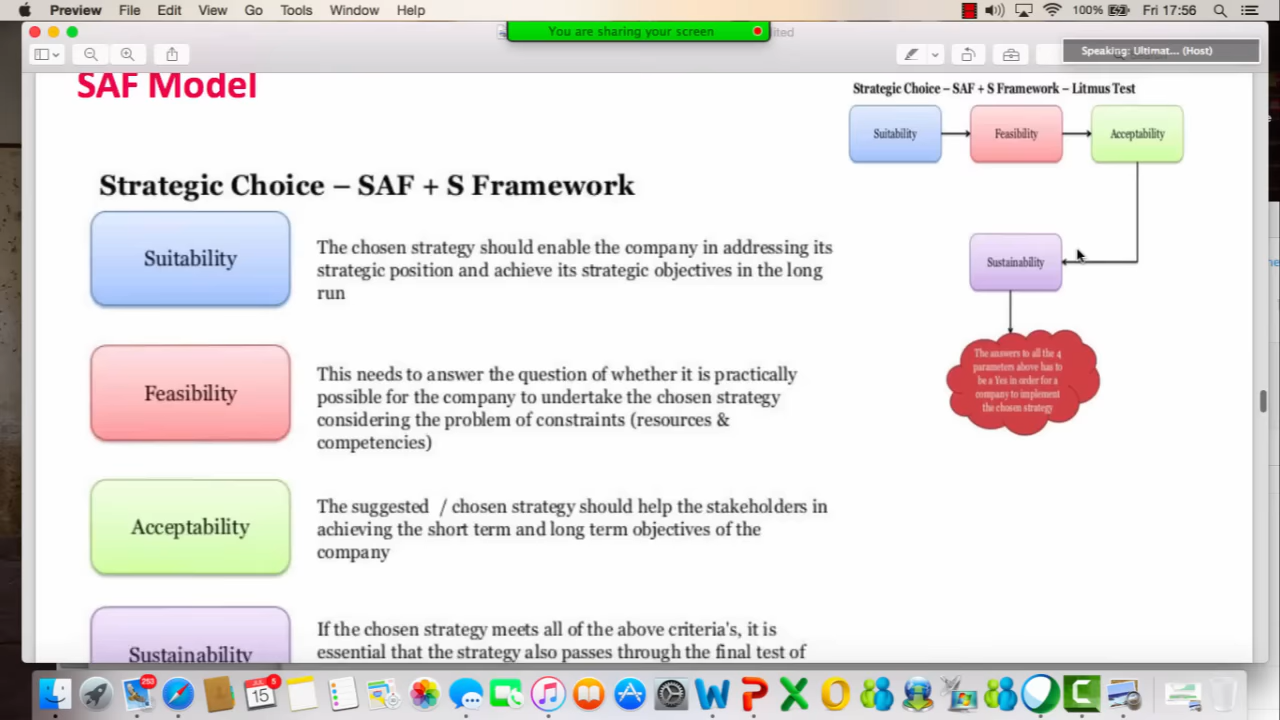 Preview File Edit View Go Tools Window Help
100% Fri 17:56
You are sharing your screen
ited
Speaking: Ultimat... (Host)
SAF Model
Strategic Choice – SAF + S Framework – Litmus Test
Suitability
Feasibility
Acceptability
Sustainability
The answers to all the 4
parameters above has to
be a Yes in order for a
company to implement
the chosen strategy
Strategic Choice – SAF + S Framework
Suitability
The chosen strategy should enable the company in addressing its
strategic position and achieve its strategic objectives in the long
run
Feasibility
This needs to answer the question of whether it is practically
possible for the company to undertake the chosen strategy
considering the problem of constraints (resources &
competencies)
Acceptability
The suggested / chosen strategy should help the stakeholders in
achieving the short term and long term objectives of the
company
Sustainability
If the chosen strategy meets all of the above criteria's, it is
essential that the strategy also passes through the final test of
253
15
5